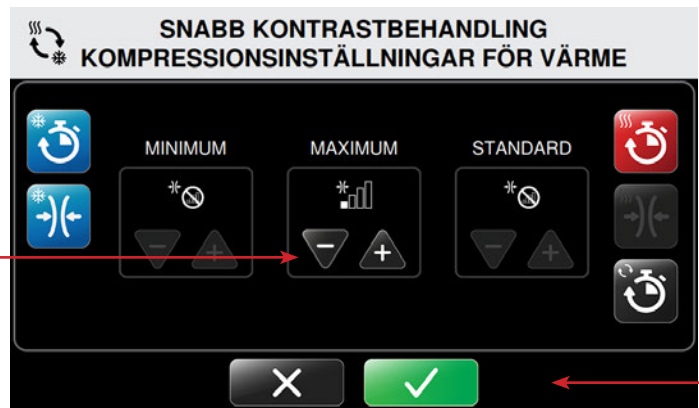 SNABB KONTRASTBEHANDLING
KOMPRESSIONSINSTÄLLNINGAR FÖR VÄRME
MINIMUM
MAXIMUM
STANDARD